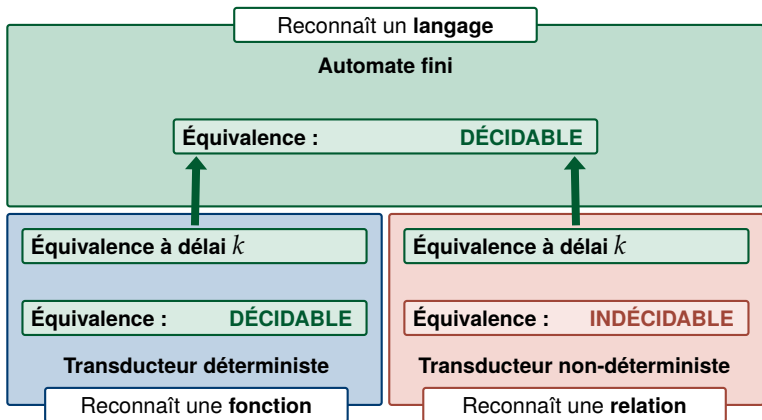 Reconnaît un langage
Automate fini
Équivalence : DÉCIDABLE
Équivalence à délai k
Équivalence : DÉCIDABLE
Transducteur déterministe
Reconnaît une fonction
Équivalence à délai k
Équivalence : INDÉCIDABLE
Transducteur non-déterministe
Reconnaît une relation